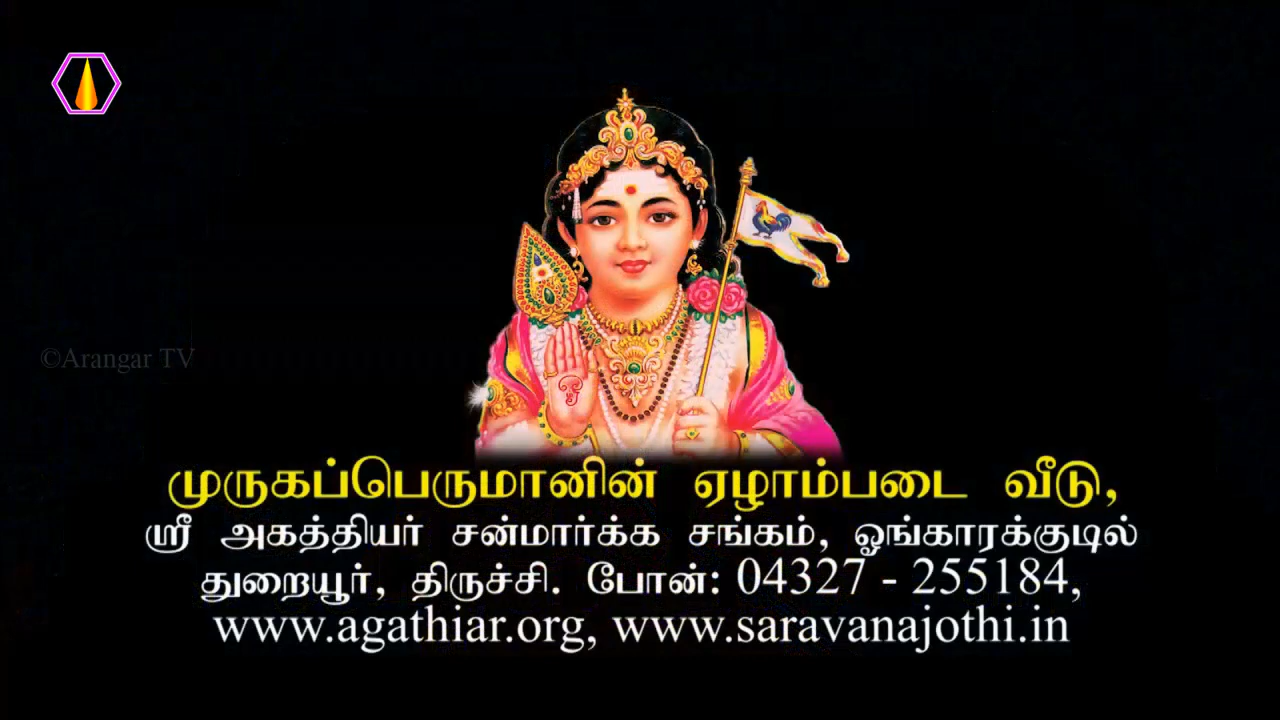 ©Arangar TV
ஓம்
முருகப்பெருமானின் ஏழாம்படை வீடு,
ஸ்ரீ அகத்தியர் சன்மார்க்க சங்கம், ஓங்காரக்குடில்
துறையூர், திருச்சி. போன்: 04327 - 255184,
www.agathiar.org, www.saravanajothi.in